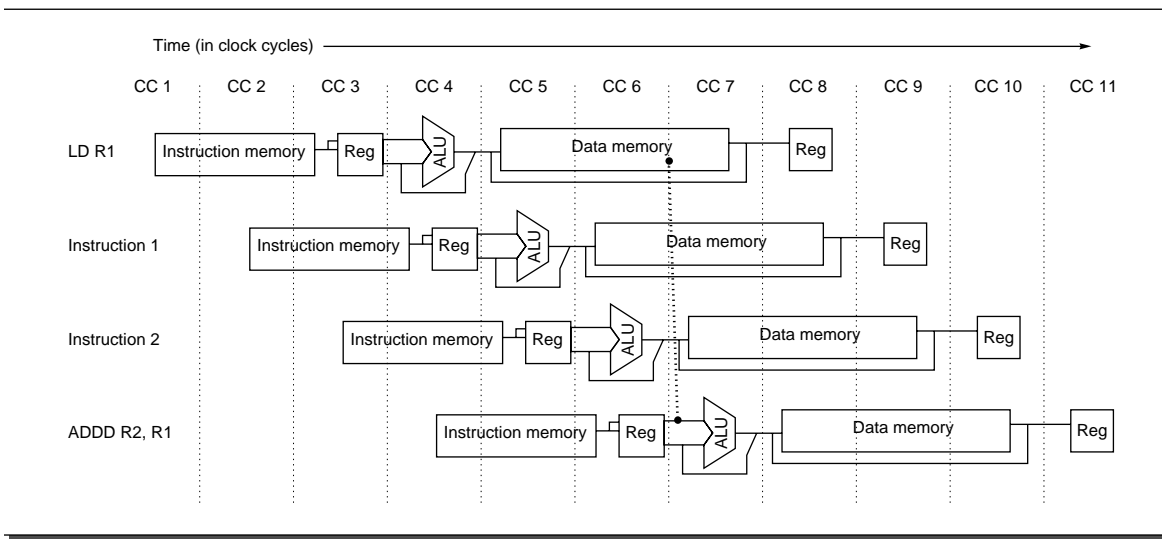 Time (in clock cycles)
CC 1 CC 2 CC 3 CC 4 CC 5 CC 6 CC 7 CC 8 CC 9 CC 10 CC 11
LD R1 Instruction memory Reg ALU Data memory Reg
Instruction 1 Instruction memory Reg ALU Data memory Reg
Instruction 2 Instruction memory Reg ALU Data memory Reg
ADDD R2, R1 Instruction memory Reg ALU Data memory Reg